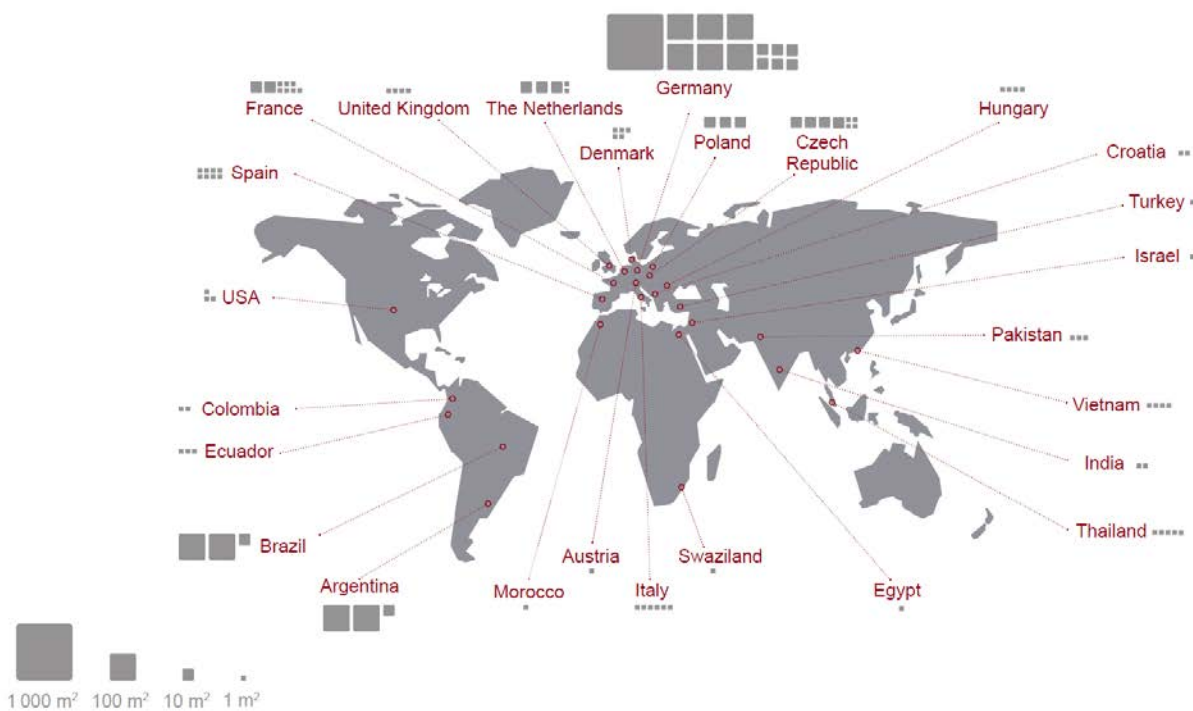 Germany
France
United Kingdom
The Netherlands
Hungary
Denmark
Poland
Czech
Republic
Croatia
Spain
Turkey
Israel
USA
Pakistan
Colombia
Vietnam
Ecuador
India
Thailand
Brazil
Austria
Swaziland
Argentina
Morocco
Italy
Egypt
1 000 m² 100 m² 10 m² 1 m²